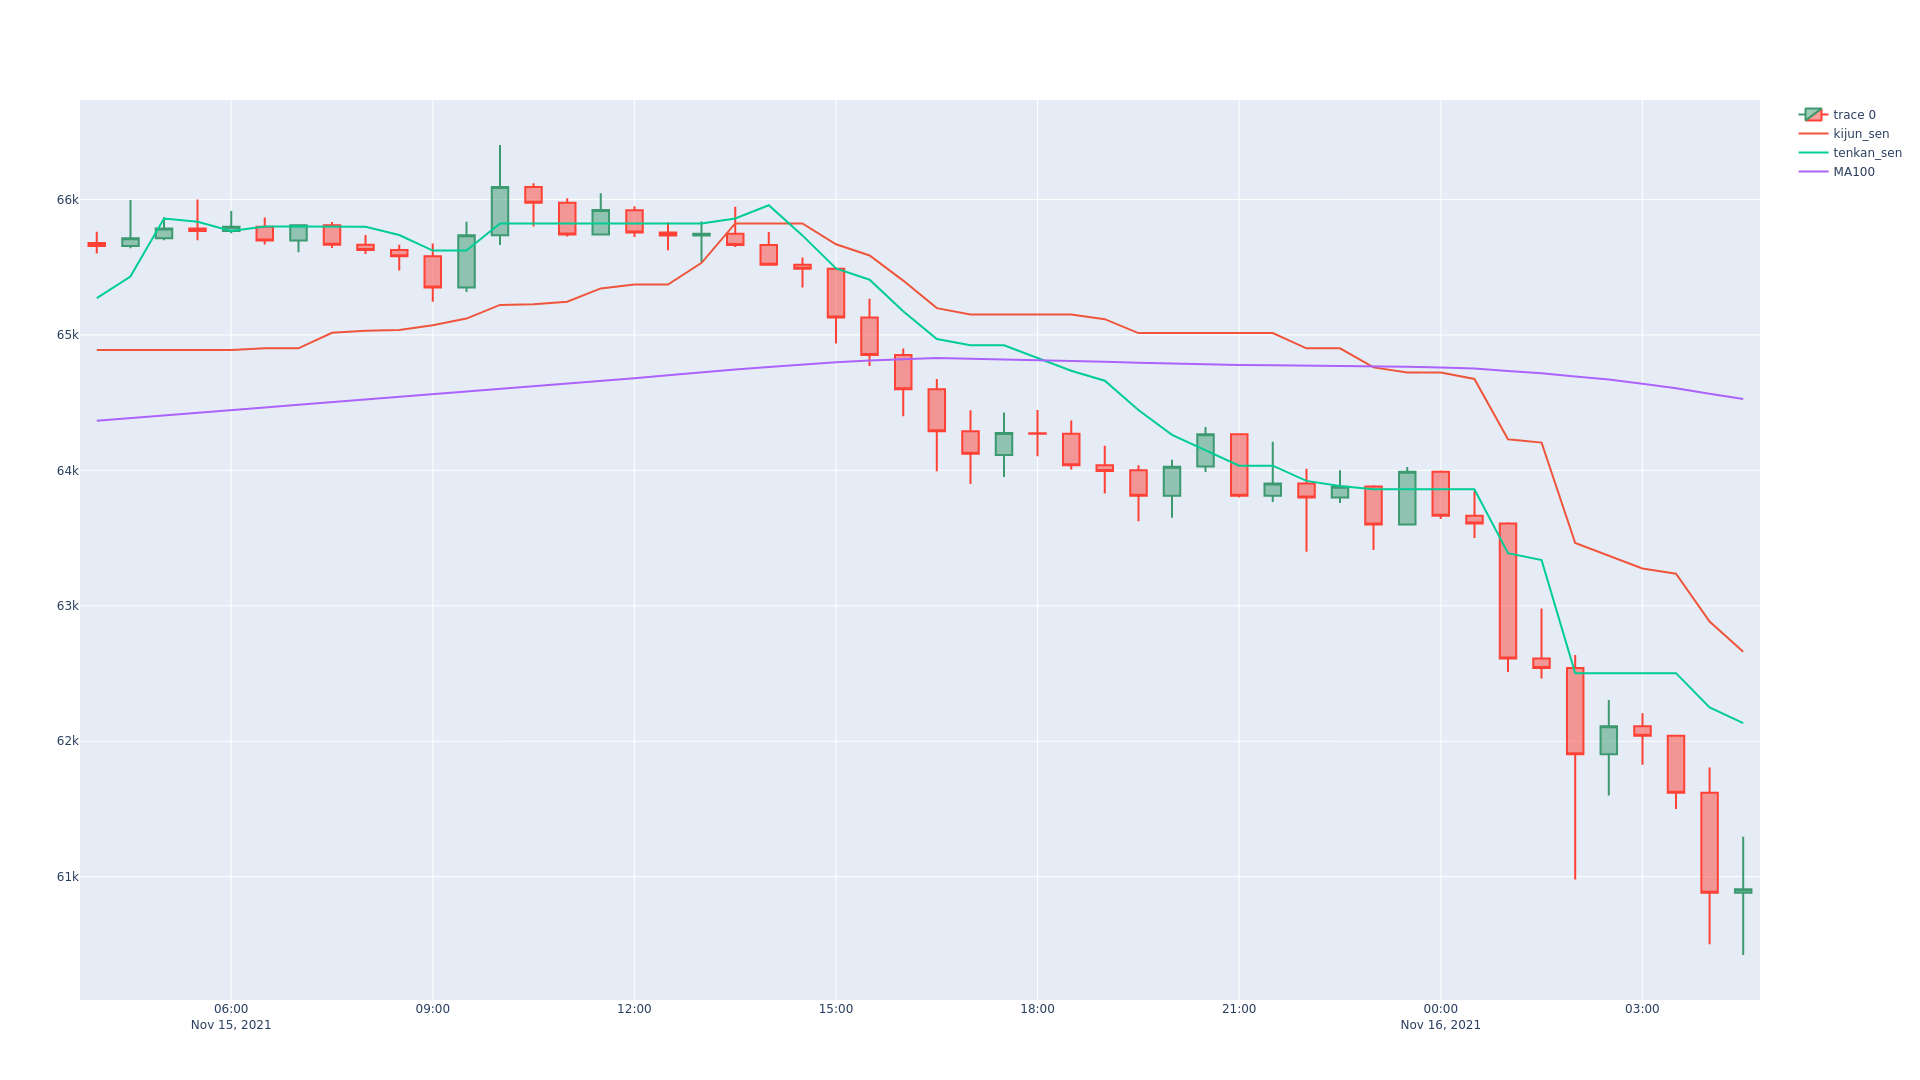 trace 0
kijun_sen
tenkan_sen
MA100
66k
65k
64k
63k
62k
61k
06:00 09:00 12:00 15:00 18:00 21:00 00:00 03:00
Nov 15, 2021 Nov 16, 2021